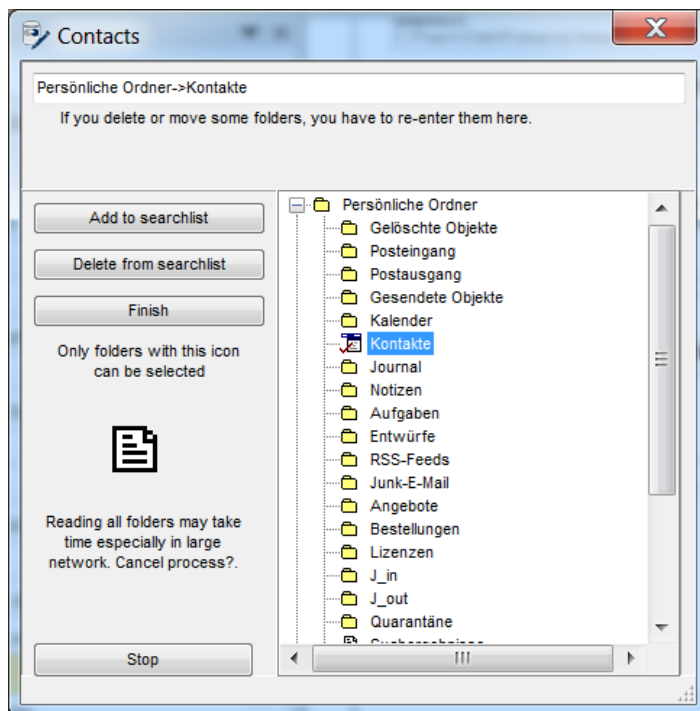 Contacts
Persönliche Ordner->Kontakte
If you delete or move some folders, you have to re-enter them here.
Add to searchlist
Delete from searchlist
Finish
Only folders with this icon
can be selected
Reading all folders may take
time especially in large
network. Cancel process?.
Stop
Persönliche Ordner
Gelöschte Objekte
Posteingang
Postausgang
Gesendete Objekte
Kalender
Kontakte
Journal
Notizen
Aufgaben
Entwürfe
RSS-Feeds
Junk-E-Mail
Angebote
Bestellungen
Lizenzen
J_in
J_out
Quarantäne